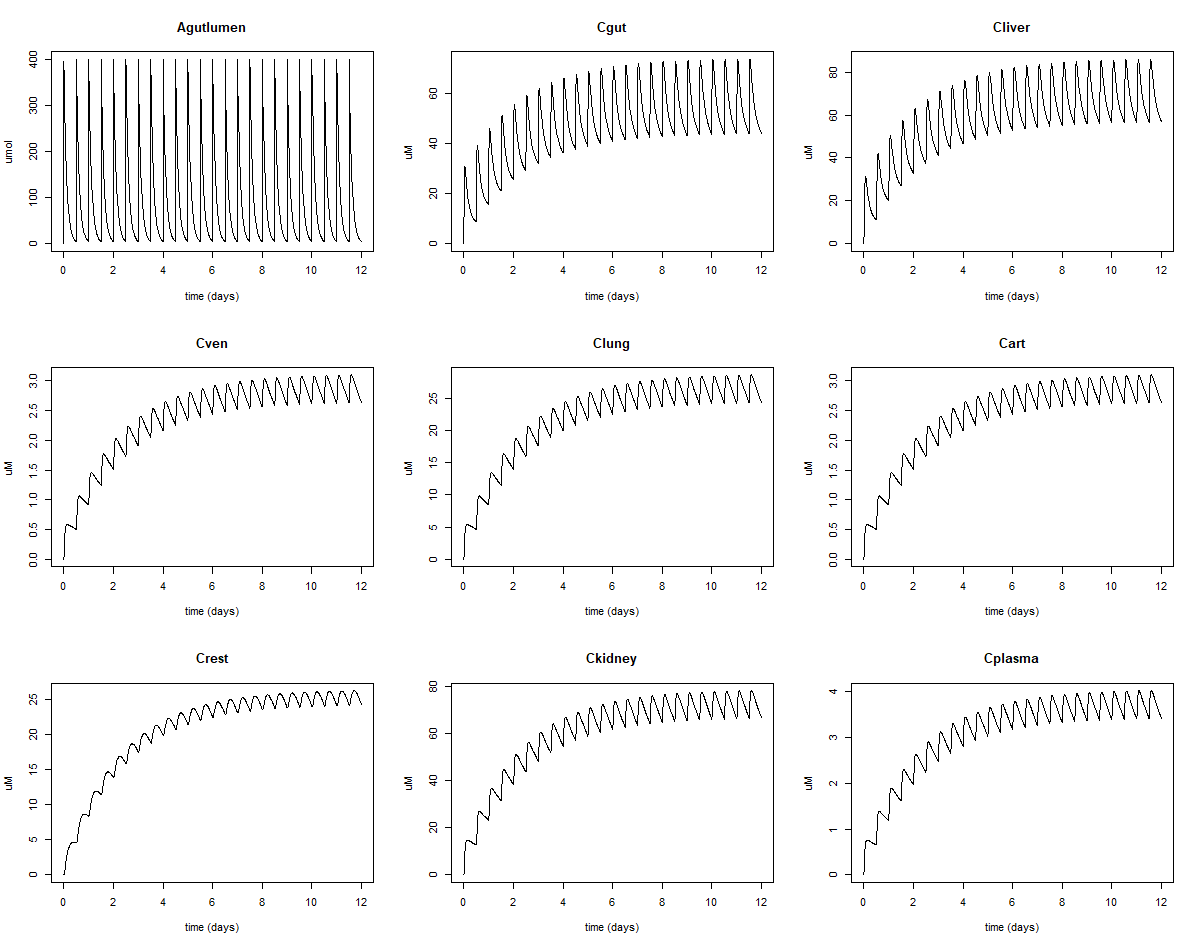 Agutlumen
umol
0 100 200 300 400
0 2 4 6 8 10 12
time (days)
Cgut
uM
0 20 40 60
0 2 4 6 8 10 12
time (days)
Cliver
uM
0 20 40 60 80
0 2 4 6 8 10 12
time (days)
Cven
uM
0.0 0.5 1.0 1.5 2.0 2.5 3.0
0 2 4 6 8 10 12
time (days)
Clung
uM
0 5 10 15 20 25
0 2 4 6 8 10 12
time (days)
Cart
uM
0.0 0.5 1.0 1.5 2.0 2.5 3.0
0 2 4 6 8 10 12
time (days)
Crest
uM
0 5 10 15 20 25
0 2 4 6 8 10 12
time (days)
Ckidney
uM
0 20 40 60 80
0 2 4 6 8 10 12
time (days)
Cplasma
uM
0 1 2 3 4
0 2 4 6 8 10 12
time (days)